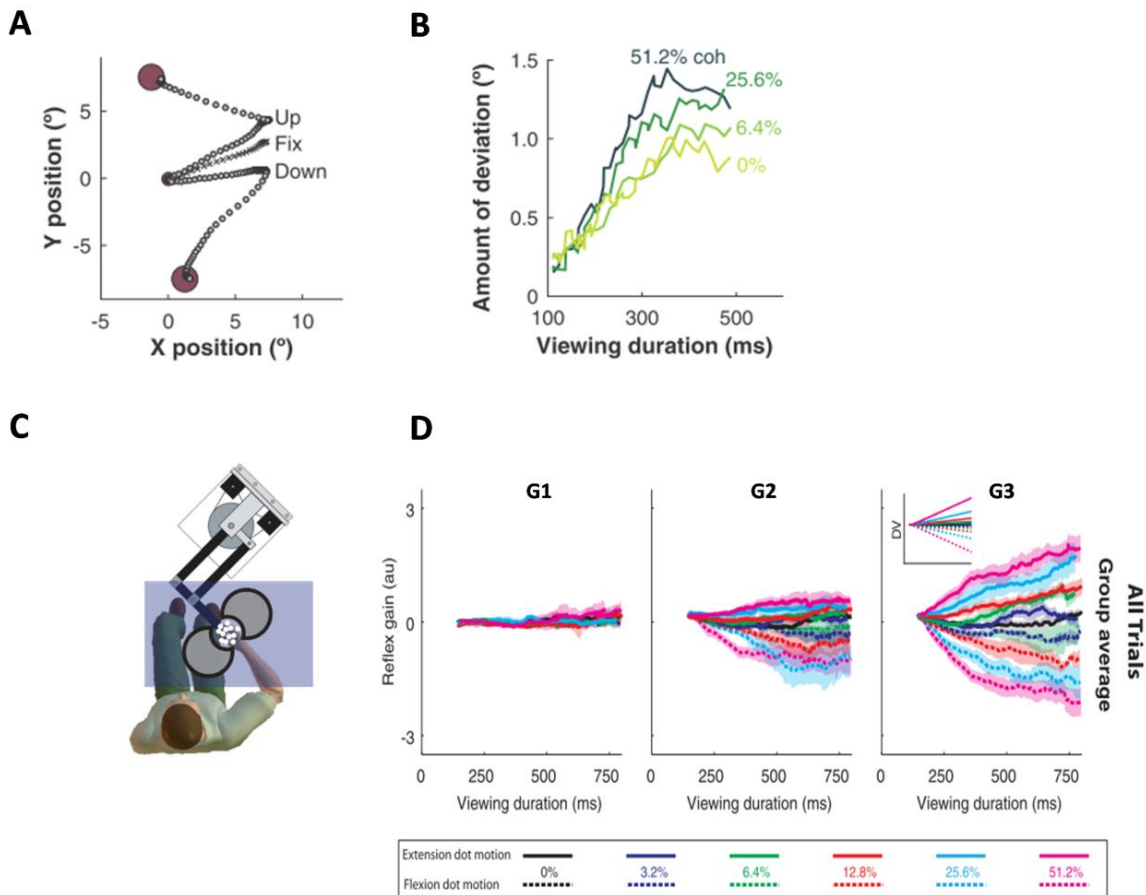 A
Y position (°)
5
0
-5
Up
Fix
Down
-5
0
5
10
X position (°)
B
Amount of deviation (°)
1.5
1.0
0.5
0
51.2% coh
25.6%
6.4%
0%
100
300
500
Viewing duration (ms)
C
D
G1
G2
G3
Reflex gain (au)
3
0
-3
DV
0 250 500 750
0 250 500 750
0 250 500 750
Viewing duration (ms)
Viewing duration (ms)
Viewing duration (ms)
All Trials
Group average
Extension dot motion
0% 3.2% 6.4% 12.8% 25.6% 51.2%
Flexion dot motion